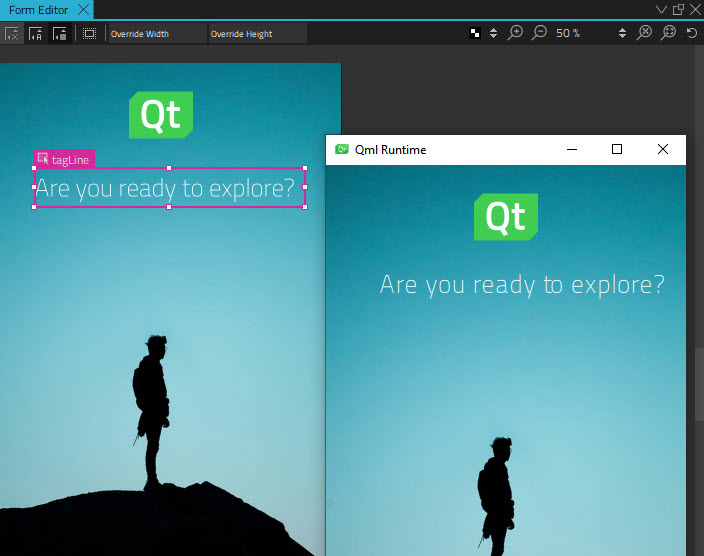 Form Editor
Override Width
Override Height
50 %
Qt
tagLine
Are you ready to explore?
Qt Qml Runtime
Qt
Are you ready to explore?